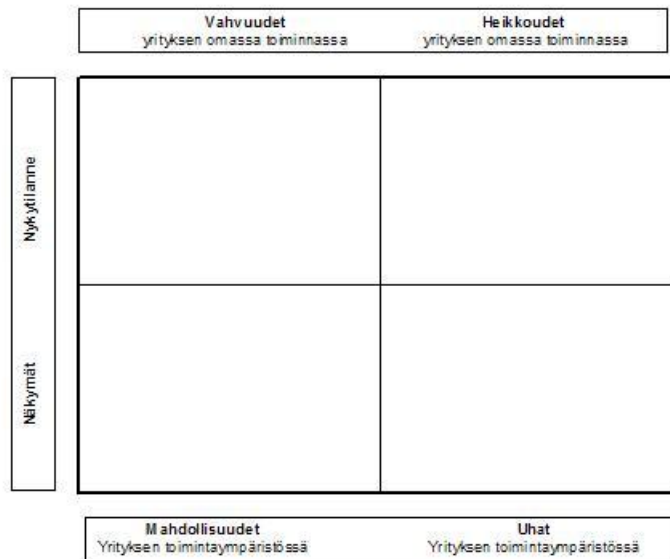 Vahvuudet Heikkoudet
yrityksen omassa toiminnassa yrityksen omassa toiminnassa
Nykytilanne
Näkymät
Mahdollisuudet Uhat
Yrityksen toimintaympäristössä Yrityksen toimintaympäristössä